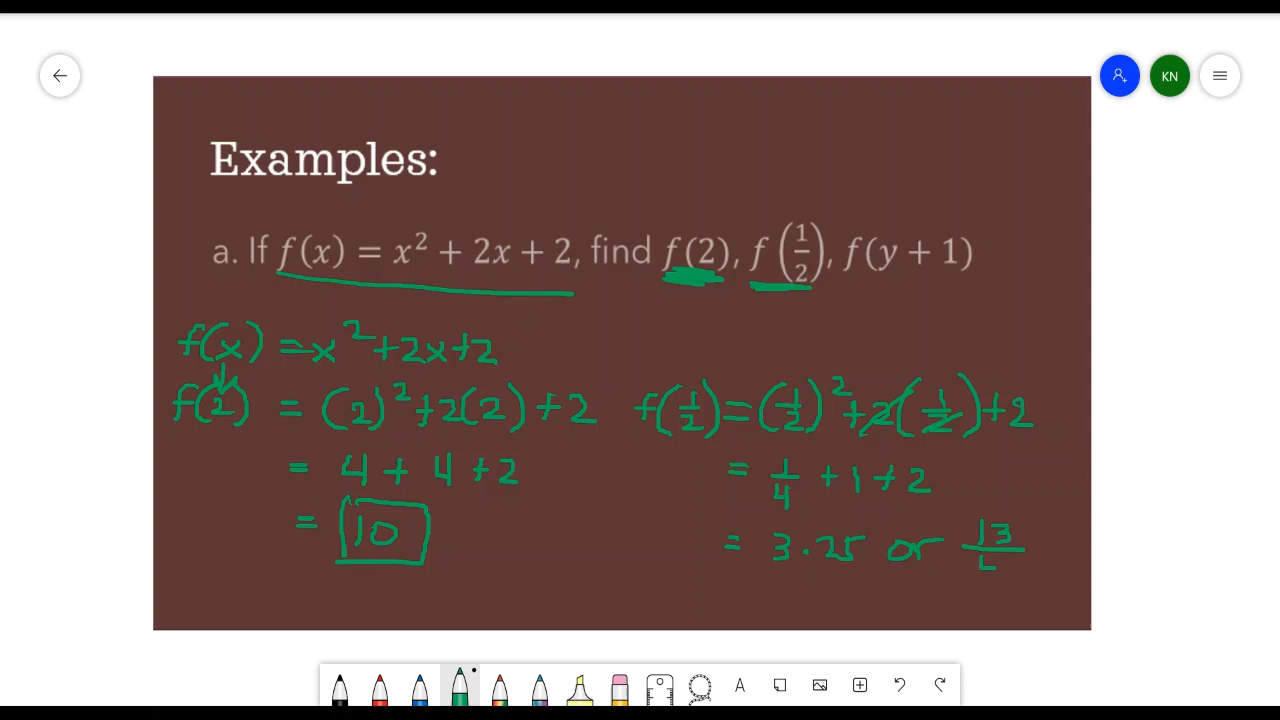 KN
Examples:
a. If f(x) = x² + 2x + 2, find f(2), f(1/2), f(y + 1)
f(x) = x² + 2x + 2
f(2) = (2)² + 2(2) + 2
= 4 + 4 + 2
= 10
f(1/2) = (1/2)² + 2(1/2) + 2
= 1/4 + 1 + 2
= 3.25 or 13/
A